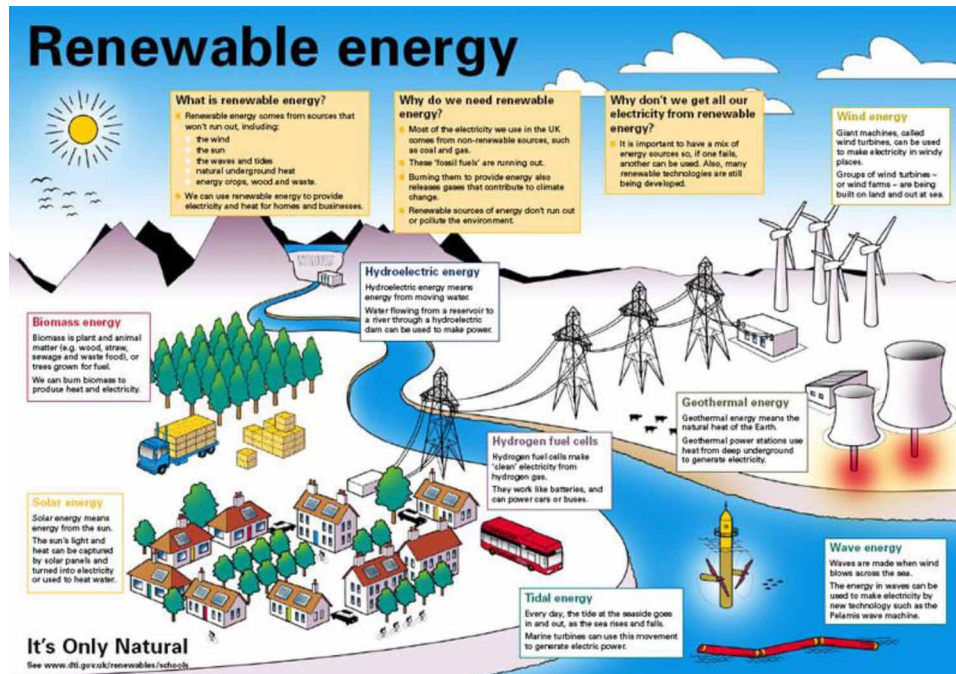 Renewable energy
What is renewable energy?
Renewable energy comes from sources that
won't run out, including:
the wind
the sun
the waves and tides
natural underground heat
energy crops, wood and waste.
We can use renewable energy to provide
electricity and heat for homes and businesses.
Why do we need renewable
energy?
Most of the electricity we use in the UK
comes from non-renewable sources, such
as coal and gas.
These 'fossil fuels' are running out.
Burning them to provide energy also
releases gases that contribute to climate
change.
Renewable sources of energy don't run out
or pollute the environment.
Why don't we get all our
electricity from renewable
energy?
It is important to have a mix of
energy sources so, if one fails,
another can be used. Also, many
renewable technologies are still
being developed.
Wind energy
Giant machines, called
wind turbines, can be used
to make electricity in windy
places.
Groups of wind turbines –
or wind farms – are being
built on land and out at sea.
Hydroelectric energy
Hydroelectric energy means
energy from moving water.
Water flowing from a reservoir to
a river through a hydroelectric
dam can be used to make power.
Biomass energy
Biomass is plant and animal
matter (e.g. wood, straw,
sewage and waste food), or
trees grown for fuel.
We can burn biomass to
produce heat and electricity.
Geothermal energy
Geothermal energy means the
natural heat of the Earth.
Geothermal power stations use
heat from deep underground
to generate electricity.
Hydrogen fuel cells
Hydrogen fuel cells make
'clean' electricity from
hydrogen gas.
They work like batteries, and
can power cars or buses.
Solar energy
Solar energy means
energy from the sun.
The sun's light and
heat can be captured
by solar panels and
turned into electricity
or used to heat water.
Wave energy
Waves are made when wind
blows across the sea.
The energy in waves can be
used to make electricity by
new technology such as the
Pelamis wave machine.
Tidal energy
Every day, the tide at the seaside goes
in and out, as the sea rises and falls.
Marine turbines can use this movement
to generate electric power.
It's Only Natural
See www.dti.gov.uk/renewables/schools